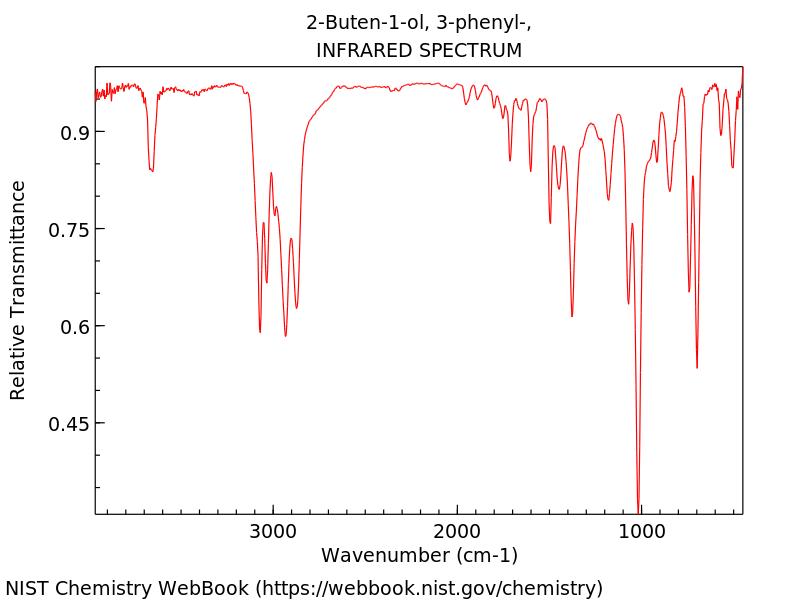 2-Buten-1-ol, 3-phenyl-,
INFRARED SPECTRUM
0.9
0.75
0.6
0.45
Relative Transmittance
3000 2000 1000
Wavenumber (cm-1)
NIST Chemistry WebBook (https://webbook.nist.gov/chemistry)